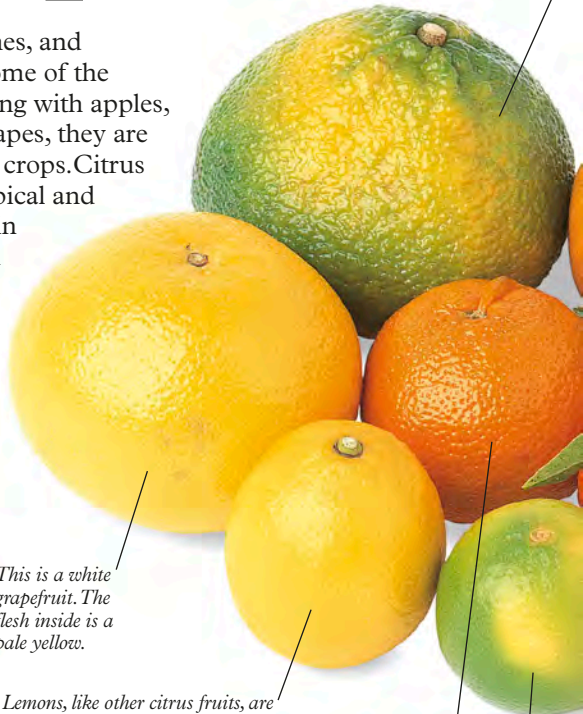 nes, and
ome of the
ng with apples,
apes, they are
crops.Citrus
pical and
in
This is a white
grapefruit. The
flesh inside is a
pale yellow.
Lemons, like other citrus fruits, are